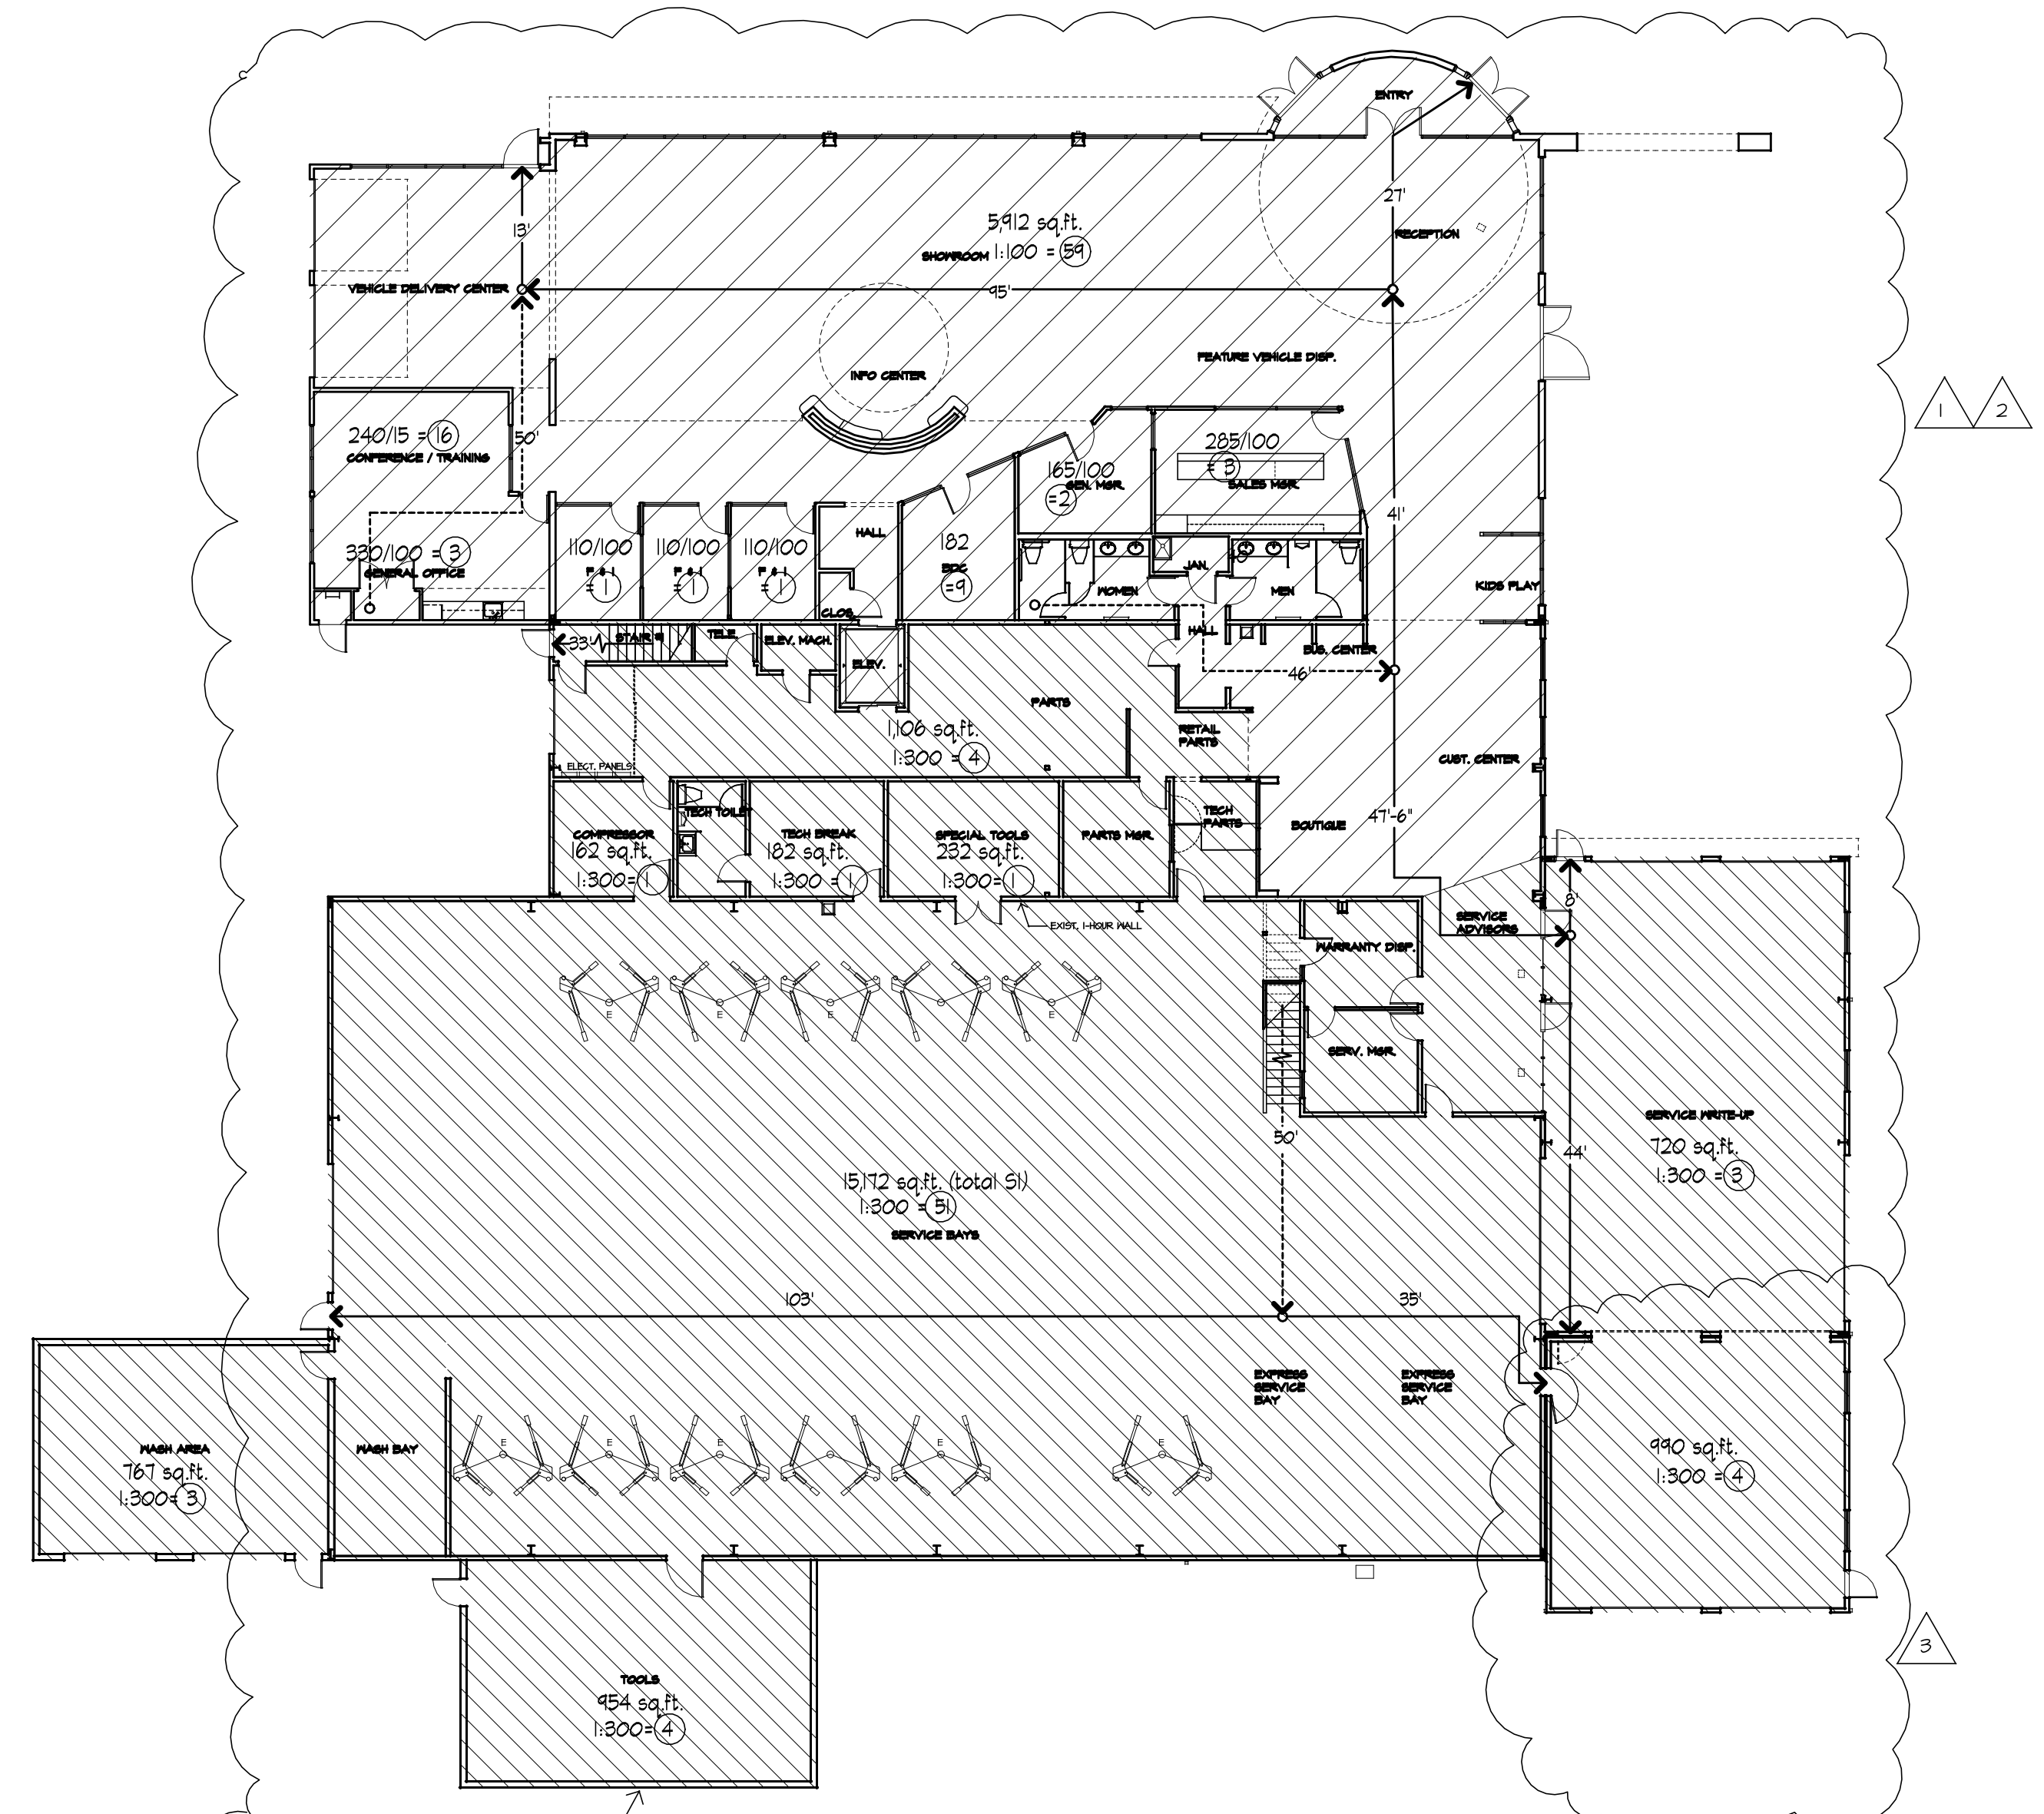 ENTRY
27'
13'
5,912 sq.ft.
SHOWROOM 1:100 = 59
RECEPTION
VEHICLE DELIVERY CENTER
95'
FEATURE VEHICLE DISP.
INFO CENTER
1 2
240/15 = 16
50'
CONFERENCE / TRAINING
285/100
= 3
SALES MGR.
165/100
GEN. MGR.
=2
41'
HALL
330/100 = 3
GENERAL OFFICE
110/100
F & I
= 1
110/100
F & I
= 1
110/100
F & I
= 1
182
BDC
=9
JAN.
WOMEN
MEN
KIDS PLAY
CLOS.
33'
STAIR #1
TELE.
ELEV. MACH.
ELEV.
HALL
BUS. CENTER
46'
PARTS
1,106 sq.ft.
1:300 = 4
RETAIL
PARTS
CUST. CENTER
ELECT. PANELS
TECH TOILET
COMPRESSOR
162 sq.ft.
1:300= 1
TECH BREAK
182 sq.ft.
1:300 = 1
SPECIAL TOOLS
232 sq.ft.
1:300= 1
PARTS MGR.
TECH
PARTS
BOUTIQUE
47'-6"
8'
EXIST. 1-HOUR WALL
SERVICE
ADVISORS
WARRANTY DISP.
E
E
E
E
SERV. MGR.
SERVICE WRITE-UP
720 sq.ft.
1:300 = 3
50'
44'
15,172 sq.ft. (total S1)
1:300 = 51
SERVICE BAYS
103'
35'
EXPRESS
SERVICE
BAY
EXPRESS
SERVICE
BAY
WASH AREA
767 sq.ft.
1:300= 3
WASH BAY
E
E
E
E
E
990 sq.ft.
1:300 = 4
3
TOOLS
954 sq.ft.
1:300= 4